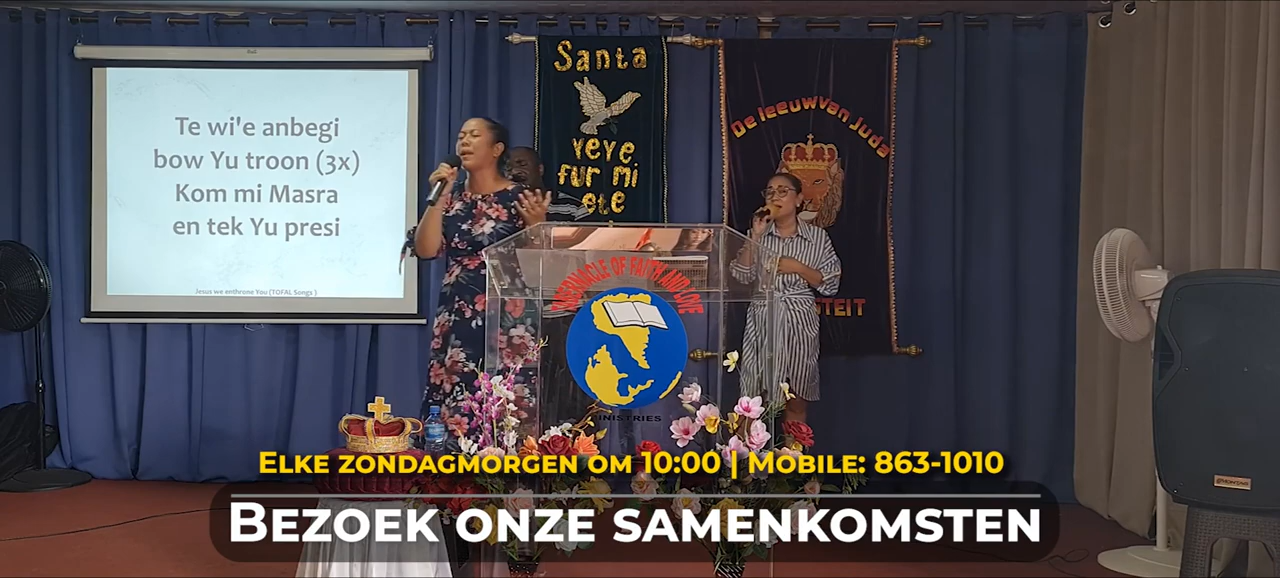 Te wi'e anbegi
bow Yu troon (3x)
Kom mi Masra
en tek Yu presi
Jesus we enthrone You (TOFAL Songs )
Santa
yeye
fur mi
ete
De leeuw van Juda
TEIT
TABERNACLE OF FAITH AND LOVE
MINISTRIES
Elke zondagmorgen om 10:00 | Mobile: 863-1010
Bezoek onze samenkomsten